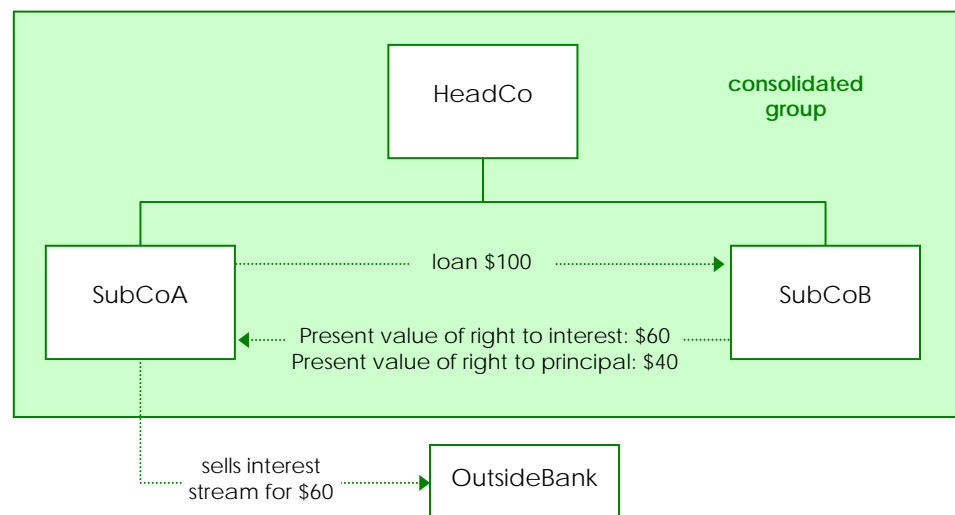 HeadCo
consolidated
group
loan $100
SubCoA
SubCoB
Present value of right to interest: $60
Present value of right to principal: $40
sells interest
stream for $60
OutsideBank